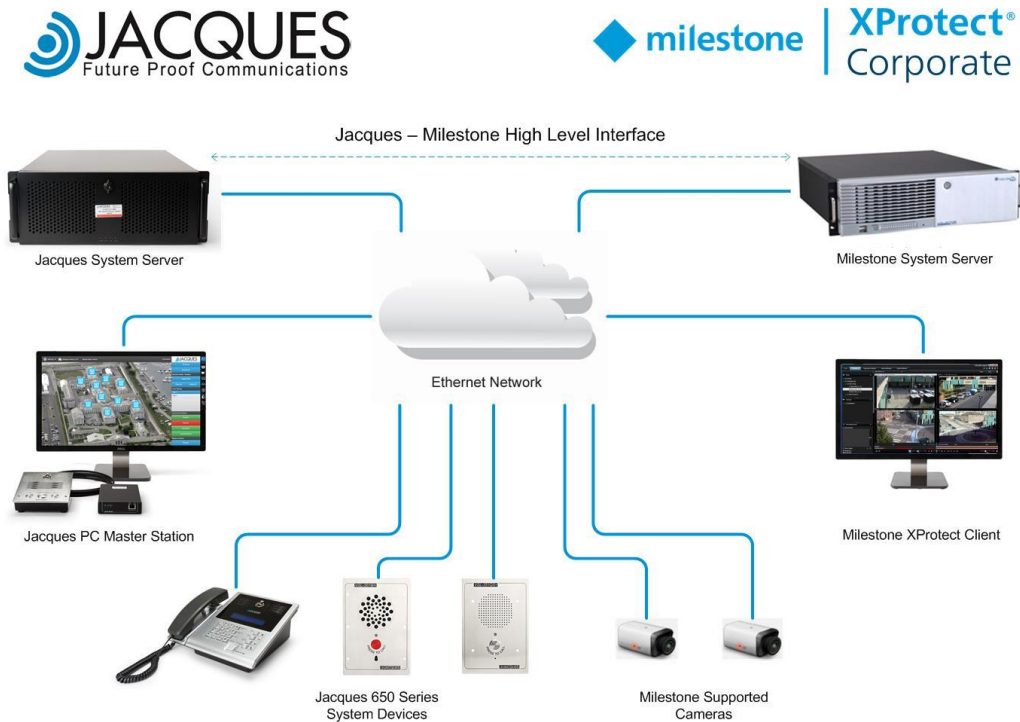 JACQUES
Future Proof Communications
milestone
XProtect®
Corporate
Jacques – Milestone High Level Interface
Jacques System Server
Milestone System Server
Ethernet Network
JACQUES
Jacques PC Master Station
Milestone XProtect Client
Jacques 650 Series
System Devices
Milestone Supported
Cameras